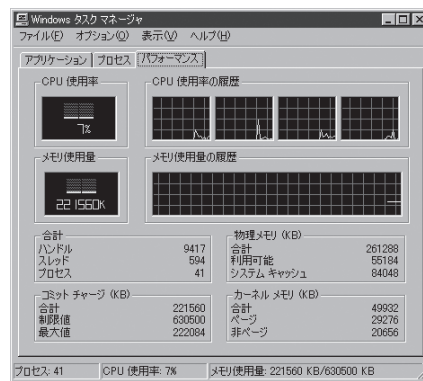 Windows タスク マネージャ
ファイル(F) オプション(O) 表示(V) ヘルプ(H)
アプリケーション プロセス パフォーマンス
CPU 使用率 CPU 使用率の履歴
7%
メモリ使用量 メモリ使用量の履歴
221560K
合計
ハンドル 9417
スレッド 594
プロセス 41
物理メモリ (KB)
合計 261288
利用可能 55184
システム キャッシュ 84048
コミット チャージ (KB)
合計 221560
制限値 630500
最大値 222084
カーネル メモリ (KB)
合計 49932
ページ 29276
非ページ 20656
プロセス: 41 CPU 使用率: 7% メモリ使用量: 221560 KB/630500 KB